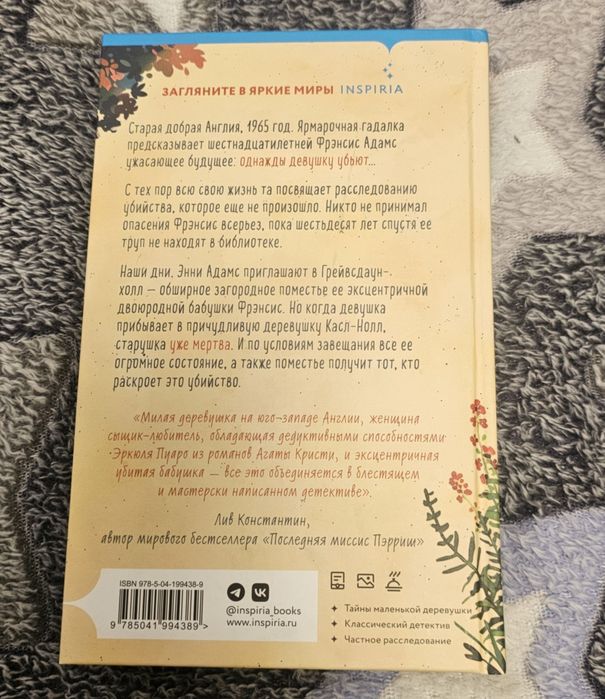 ЗАГЛЯНИТЕ В ЯРКИЕ МИРЫ INSPIRIA
Старая добрая Англия, 1965 год. Ярмарочная гадалка
предсказывает шестнадцатилетней Фрэнсис Адамс
ужасающее будущее: однажды девушку убьют...
С тех пор всю свою жизнь та посвящает расследованию
убийства, которое еще не произошло. Никто не принимал
опасения Фрэнсис всерьез, пока шестьдесят лет спустя ее
труп не находят в библиотеке.
Наши дни. Энни Адамс приглашают в Грейвсдаун-
холл — обширное загородное поместье ее эксцентричной
двоюродной бабушки Фрэнсис. Но когда девушка
прибывает в причудливую деревушку Касл-Нолл,
старушка уже мертва. И по условиям завещания все ее
огромное состояние, а также поместье получит тот, кто
раскроет это убийство.
«Милая деревушка на юго-западе Англии, женщина
сыщик-любитель, обладающая дедуктивными способностями
Эркюля Пуаро из романов Агаты Кристи, и эксцентричная
убитая бабушка — все это объединяется в блестящем
и мастерски написанном детективе».
Лив Константин,
автор мирового бестселлера «Последняя миссис Пэрриш»
ISBN 978-5-04-199438-9
9 785041 994389 >
@inspiria_books
www.inspiria.ru
Тайны маленькой деревушки
Классический детектив
Частное расследование